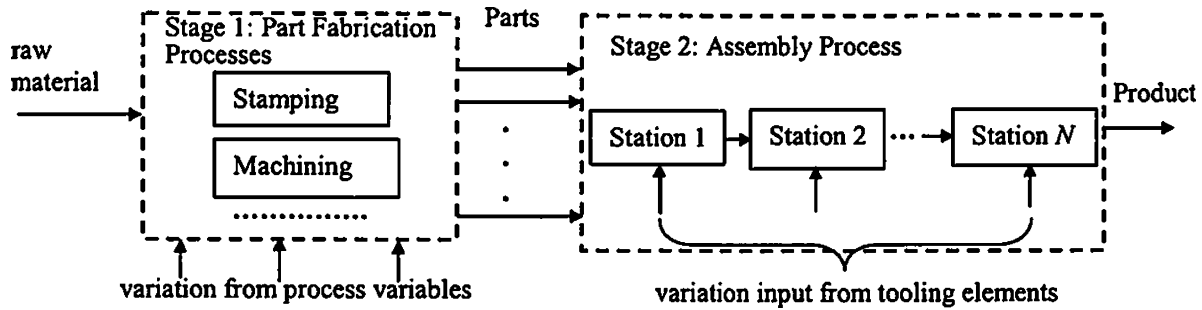 Stage 1: Part Fabrication
Processes
Parts
Stage 2: Assembly Process
raw
material
Stamping
Machining
...............
Product
Station 1
Station 2
...
Station N
variation from process variables
variation input from tooling elements